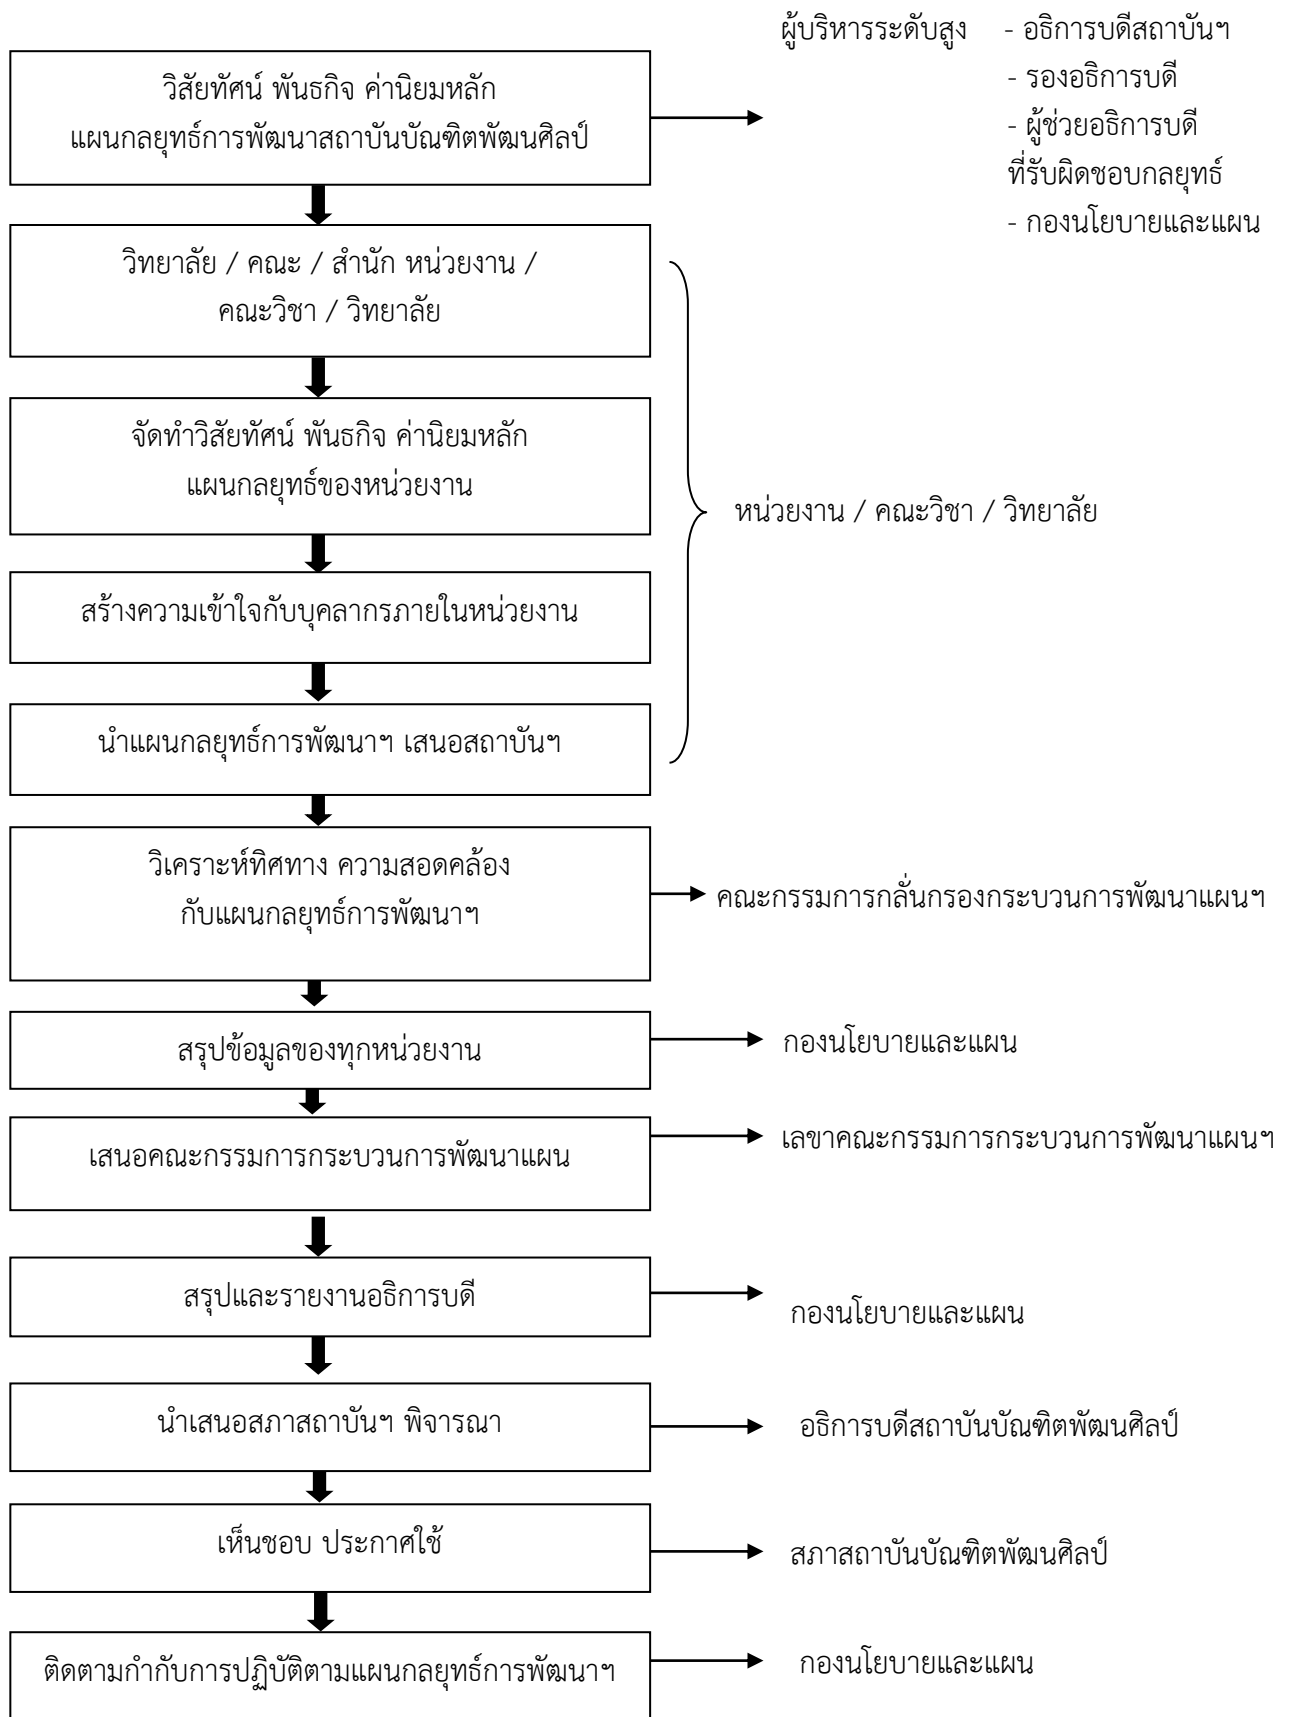 ผู้บริหารระดับสูง - อธิการบดีสถาบันฯ
- รองอธิการบดี
- ผู้ช่วยอธิการบดี
ที่รับผิดชอบกลยุทธ์
- กองนโยบายและแผน
วิสัยทัศน์ พันธกิจ ค่านิยมหลัก
แผนกลยุทธ์การพัฒนาสถาบันบัณฑิตพัฒนศิลป์
วิทยาลัย / คณะ / สำนัก หน่วยงาน /
คณะวิชา / วิทยาลัย
จัดทำวิสัยทัศน์ พันธกิจ ค่านิยมหลัก
แผนกลยุทธ์ของหน่วยงาน
หน่วยงาน / คณะวิชา / วิทยาลัย
สร้างความเข้าใจกับบุคลากรภายในหน่วยงาน
นำแผนกลยุทธ์การพัฒนาฯ เสนอสถาบันฯ
วิเคราะห์ทิศทาง ความสอดคล้อง
กับแผนกลยุทธ์การพัฒนาฯ
คณะกรรมการกลั่นกรองกระบวนการพัฒนาแผนฯ
สรุปข้อมูลของทุกหน่วยงาน
กองนโยบายและแผน
เสนอคณะกรรมการกระบวนการพัฒนาแผน
เลขาคณะกรรมการกระบวนการพัฒนาแผนฯ
สรุปและรายงานอธิการบดี
กองนโยบายและแผน
นำเสนอสภาสถาบันฯ พิจารณา
อธิการบดีสถาบันบัณฑิตพัฒนศิลป์
เห็นชอบ ประกาศใช้
สภาสถาบันบัณฑิตพัฒนศิลป์
ติดตามกำกับการปฏิบัติตามแผนกลยุทธ์การพัฒนาฯ
กองนโยบายและแผน